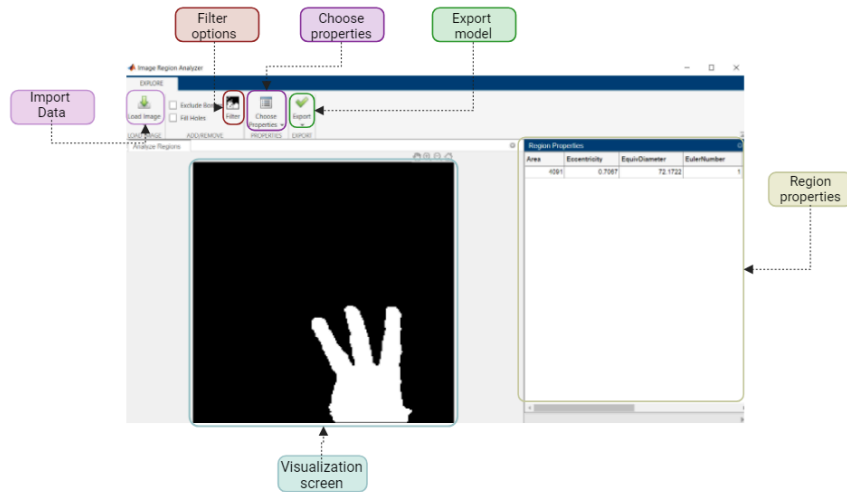 Filter
options
Choose
properties
Export
model
Import
Data
Image Region Analyzer
EXPLORE
Load Image
Exclude Bor
Fill Holes
Filter
Choose
Properties
Export
LOAD IMAGE
ADD/REMOVE
PROPERTIES
EXPORT
Analyze Regions
Region Properties
Area Eccentricity EquivDiameter EulerNumber
4091 0.7067 72.1722 1
Region
properties
Visualization
screen